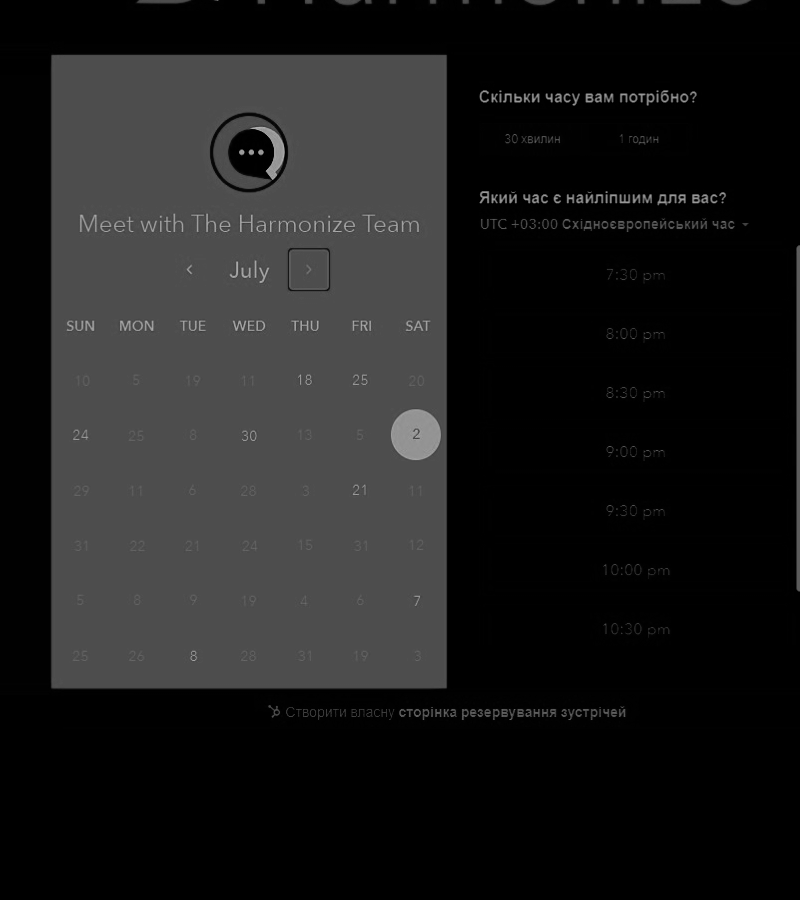 Meet with The Harmonize Team
July
SUN MON TUE WED THU FRI SAT
10 5 19 11 18 25 20
24 25 8 30 13 5 2
29 11 6 28 3 21 11
31 22 21 24 15 31 12
5 8 9 19 4 6 7
25 26 8 28 31 19 3
Скільки часу вам потрібно?
30 хвилин 1 годин
Який час є найліпшим для вас?
UTC +03:00 Східноєвропейський час
7:30 pm
8:00 pm
8:30 pm
9:00 pm
9:30 pm
10:00 pm
10:30 pm
Створити власну сторінка резервування зустрічей